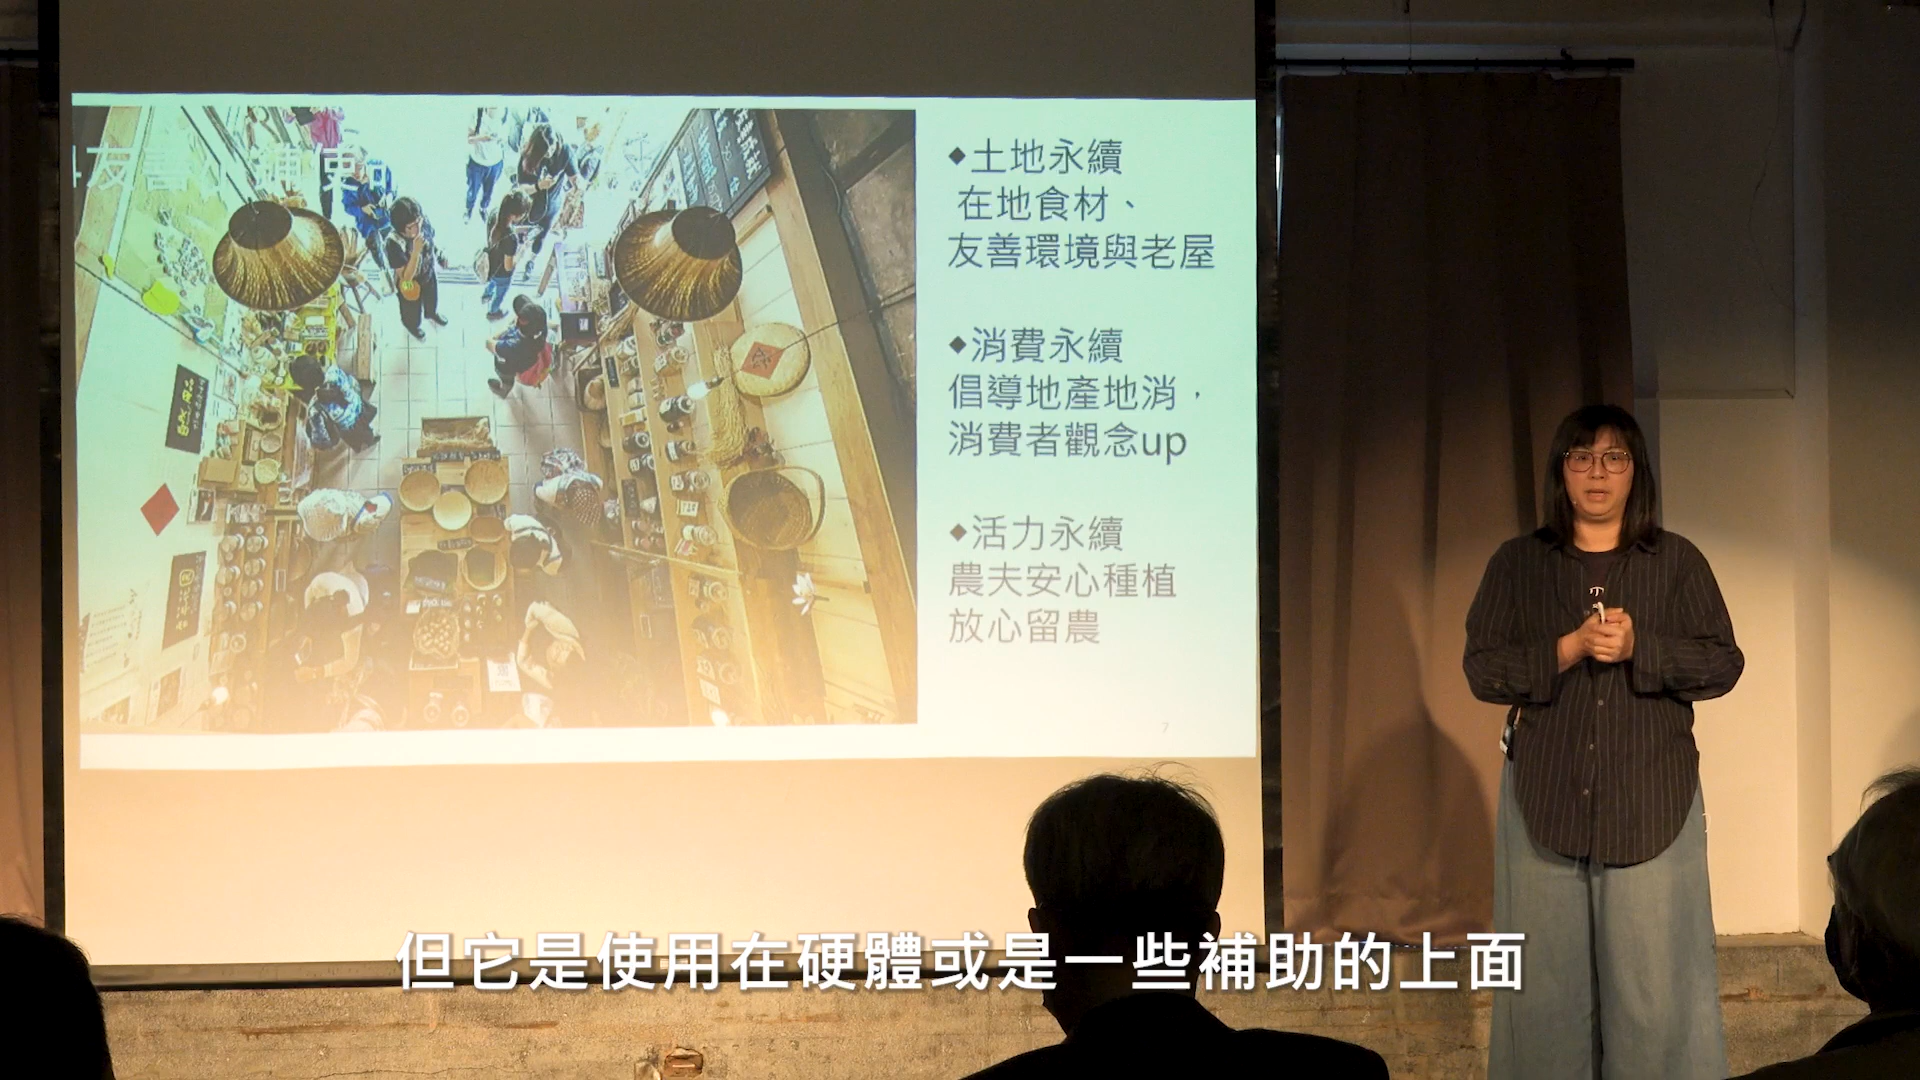 ◆土地永續
在地食材、
友善環境與老屋
◆消費永續
倡導地產地消，
消費者觀念up
◆活力永續
農夫安心種植
放心留農
7
但它是使用在硬體或是一些補助的上面